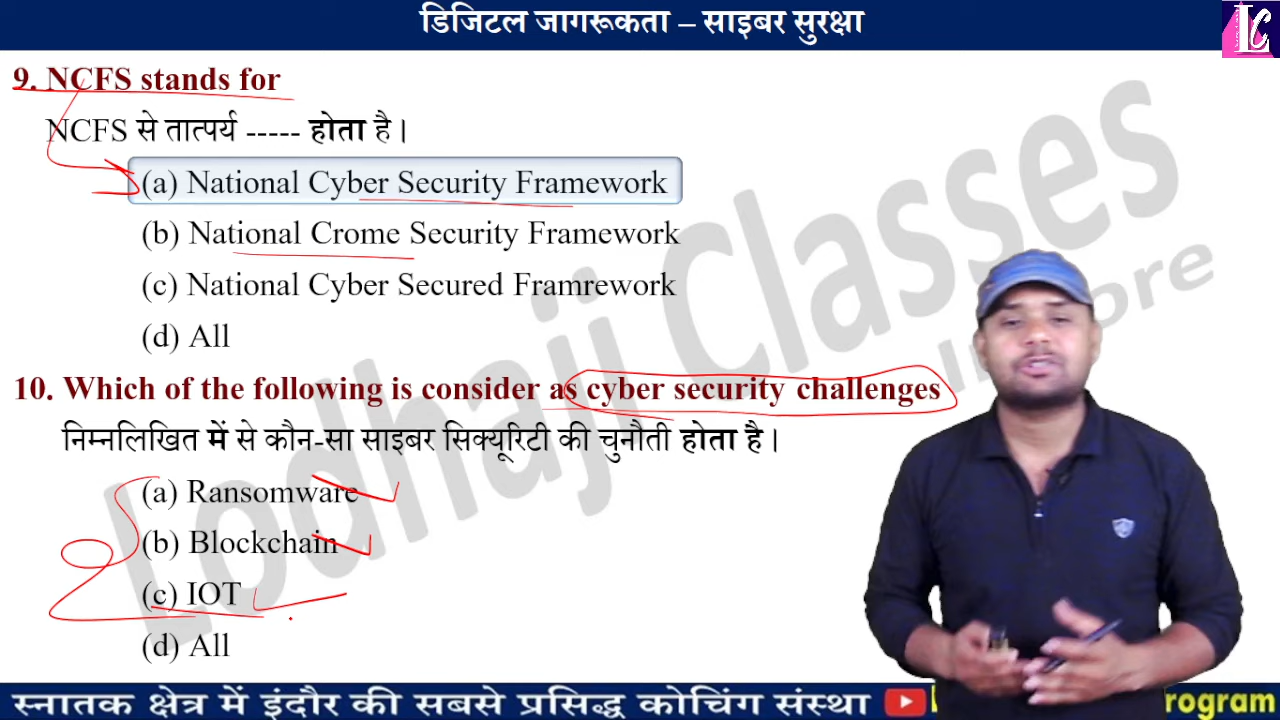 डिजिटल जागरूकता – साइबर सुरक्षा
LC
9. NCFS stands for
NCFS से तात्पर्य ----- होता है।
(a) National Cyber Security Framework
(b) National Crome Security Framework
(c) National Cyber Secured Framrework
(d) All
10. Which of the following is consider as cyber security challenges
निम्नलिखित में से कौन-सा साइबर सिक्यूरिटी की चुनौती होता है।
(a) Ransomware
(b) Blockchain
(c) IOT
(d) All
Lodhaji Classes
स्नातक क्षेत्र में इंदौर की सबसे प्रसिद्ध कोचिंग संस्था